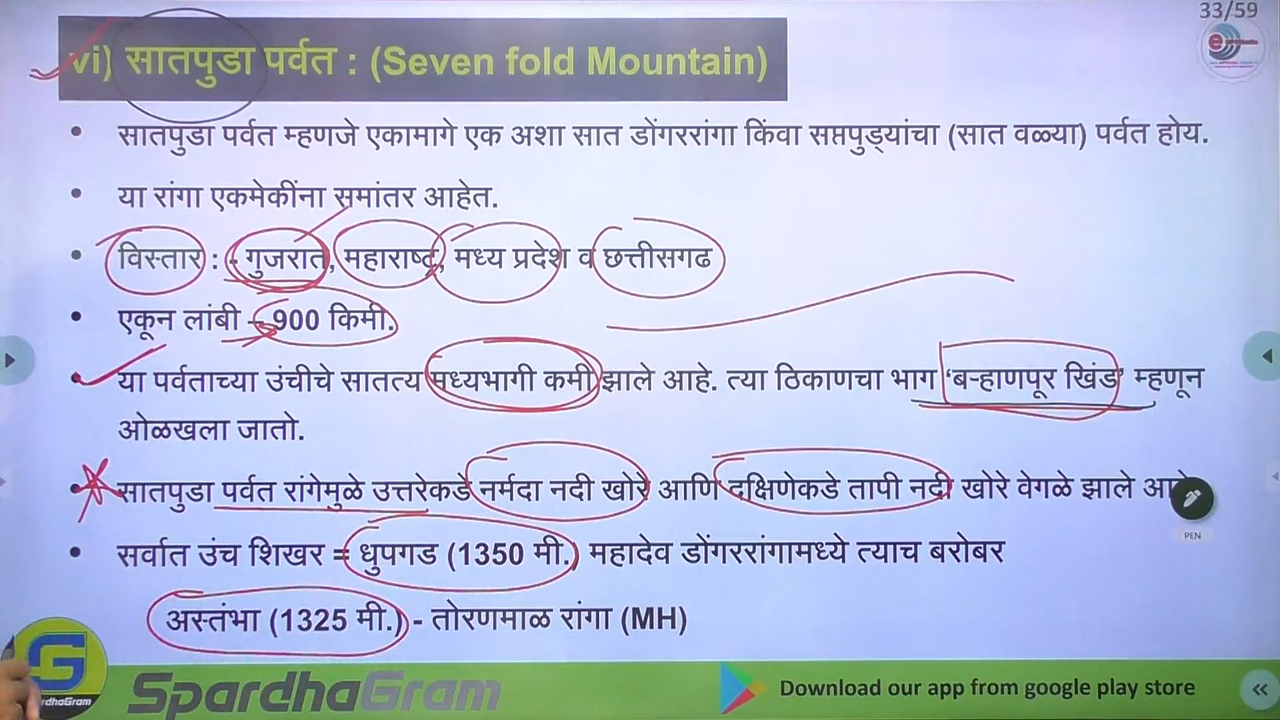 33/59
vi) सातपुडा पर्वत : (Seven fold Mountain)
• सातपुडा पर्वत म्हणजे एकामागे एक अशा सात डोंगररांगा किंवा सप्तपुड्यांचा (सात वळ्या) पर्वत होय.
• या रांगा एकमेकींना समांतर आहेत.
• विस्तार : - गुजरात, महाराष्ट्र, मध्य प्रदेश व छत्तीसगढ
• एकून लांबी – 900 किमी.
• या पर्वताच्या उंचीचे सातत्य मध्यभागी कमी झाले आहे. त्या ठिकाणचा भाग ‘बऱ्हाणपूर खिंड’ म्हणून
ओळखला जातो.
• सातपुडा पर्वत रांगेमुळे उत्तरेकडे नर्मदा नदी खोरे आणि दक्षिणेकडे तापी नदी खोरे वेगळे झाले
PEN
• सर्वात उंच शिखर = धुपगड (1350 मी.) महादेव डोंगररांगामध्ये त्याच बरोबर
अस्तंभा (1325 मी.) - तोरणमाळ रांगा (MH)
SpardhaGram
Download our app from google play store